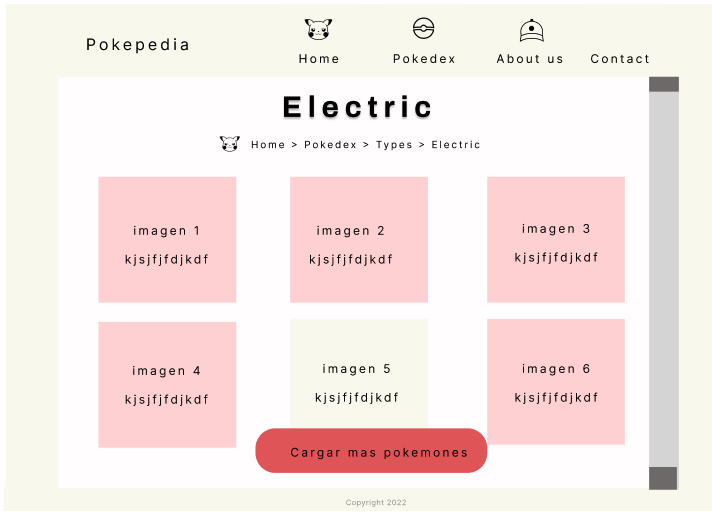 Pokepedia
Home Pokedex About us Contact
Electric
Home > Pokedex > Types > Electric
imagen 1
kjsjfjfdjkdf
imagen 2
kjsjfjfdjkdf
imagen 3
kjsjfjfdjkdf
imagen 4
kjsjfjfdjkdf
imagen 5
kjsjfjfdjkdf
imagen 6
kjsjfjfdjkdf
Cargar mas pokemones
Copyright 2022